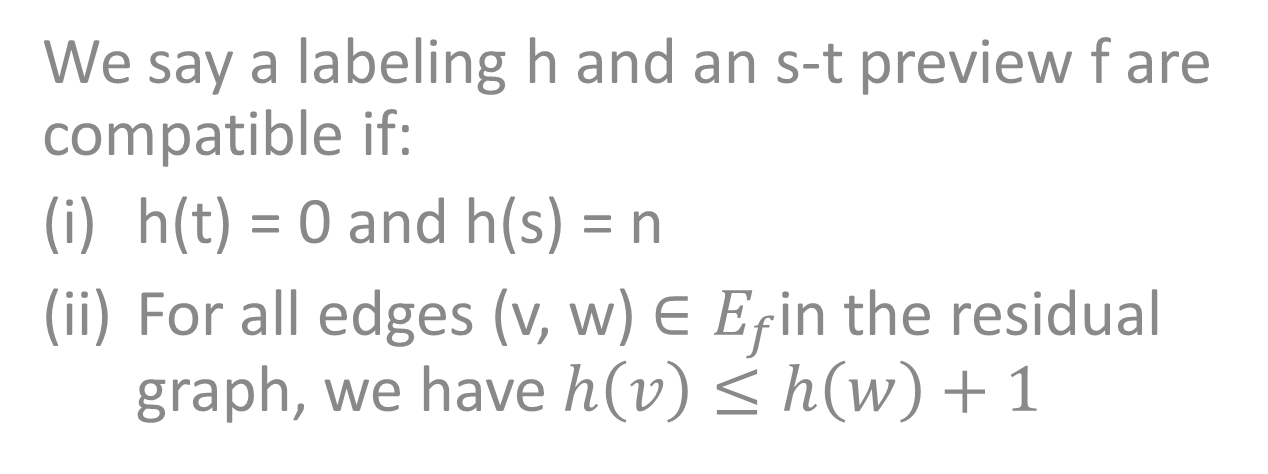 We say a labeling h and an s-t preview f are
compatible if:
(i) h(t) = 0 and h(s) = n
(ii) For all edges (v, w) ∈ E_f in the residual
graph, we have h(v) ≤ h(w) + 1